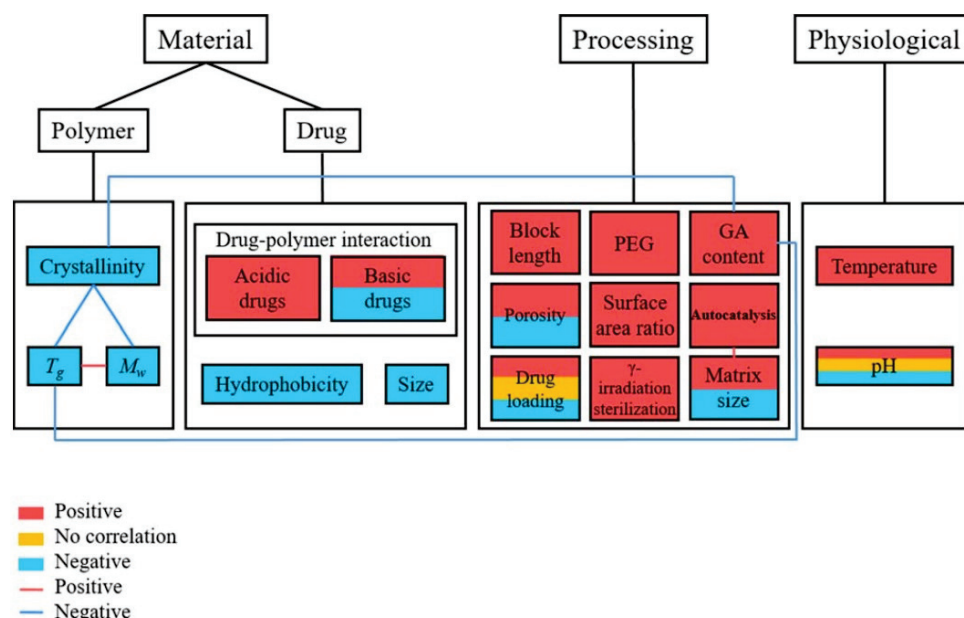 Material
Processing
Physiological
Polymer
Drug
Crystallinity
Tg
Mw
Drug-polymer interaction
Acidic
drugs
Basic
drugs
Hydrophobicity
Size
Block
length
PEG
GA
content
Porosity
Surface
area ratio
Autocatalysis
Drug
loading
γ-
irradiation
sterilization
Matrix
size
Temperature
pH
Positive
No correlation
Negative
Positive
Negative